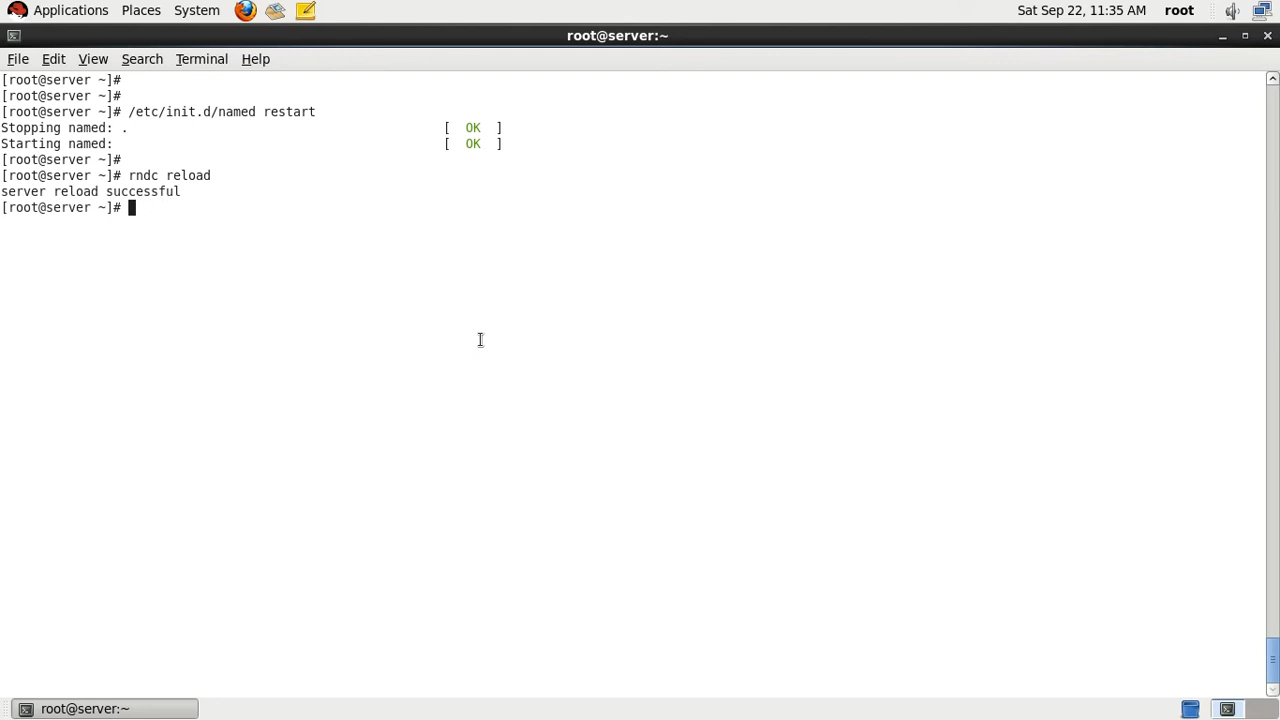 Applications Places System Sat Sep 22, 11:35 AM root
root@server:~
File Edit View Search Terminal Help
[root@server ~]#
[root@server ~]#
[root@server ~]# /etc/init.d/named restart
Stopping named: . [ OK ]
Starting named: [ OK ]
[root@server ~]#
[root@server ~]# rndc reload
server reload successful
[root@server ~]#
root@server:~